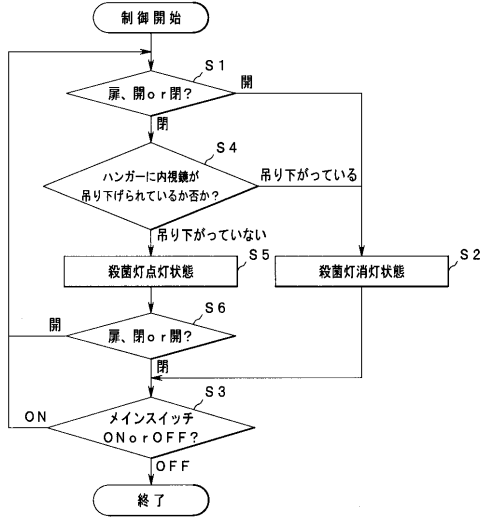 制御開始
S1
扉、開or閉?
開
閉
S4
ハンガーに内視鏡が
吊り下げられているか否か?
吊り下がっている
吊り下がっていない
S5
殺菌灯点灯状態
S2
殺菌灯消灯状態
S6
扉、閉or開?
開
閉
S3
メインスイッチ
ONorOFF?
ON
OFF
終了